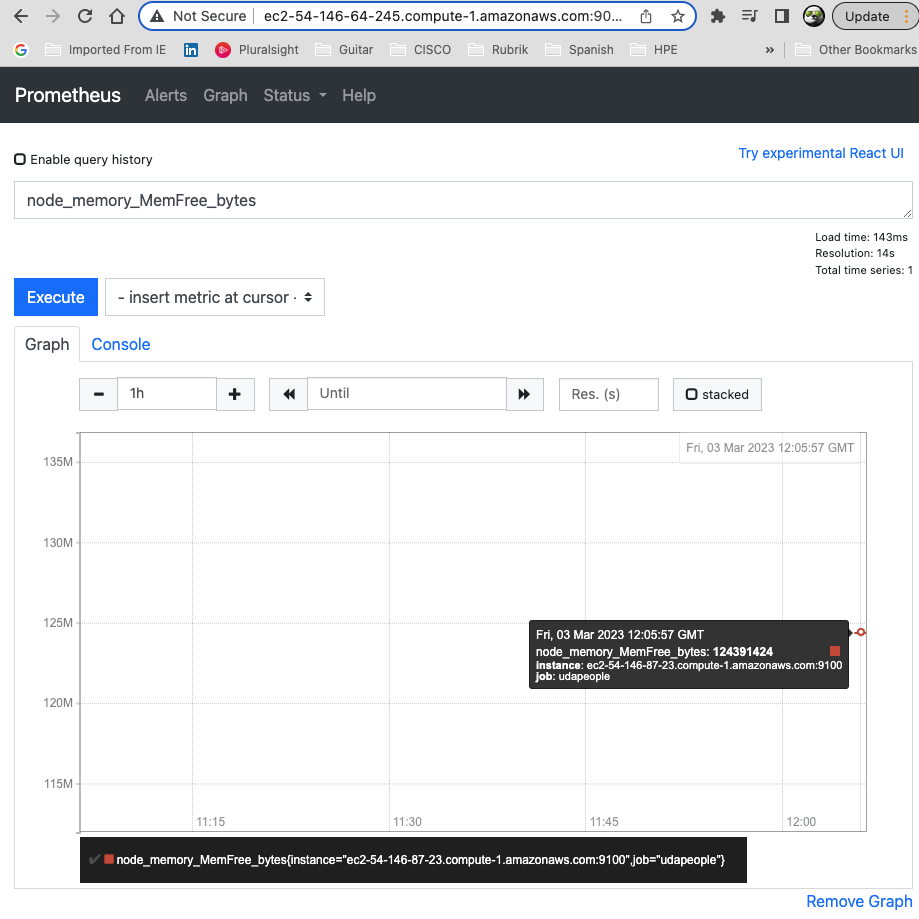 Not Secure
ec2-54-146-64-245.compute-1.amazonaws.com:90...
Update
Imported From IE
Pluralsight
Guitar
CISCO
Rubrik
Spanish
HPE
»
Other Bookmarks
Prometheus
Alerts
Graph
Status
Help
Enable query history
Try experimental React UI
node_memory_MemFree_bytes
Load time: 143ms
Resolution: 14s
Total time series: 1
Execute
- insert metric at cursor -
Graph
Console
1h
Until
Res. (s)
stacked
Fri, 03 Mar 2023 12:05:57 GMT
135M
130M
125M
120M
115M
Fri, 03 Mar 2023 12:05:57 GMT
node_memory_MemFree_bytes: 124391424
instance: ec2-54-146-87-23.compute-1.amazonaws.com:9100
job: udapeople
11:15
11:30
11:45
12:00
node_memory_MemFree_bytes{instance="ec2-54-146-87-23.compute-1.amazonaws.com:9100",job="udapeople"}
Remove Graph